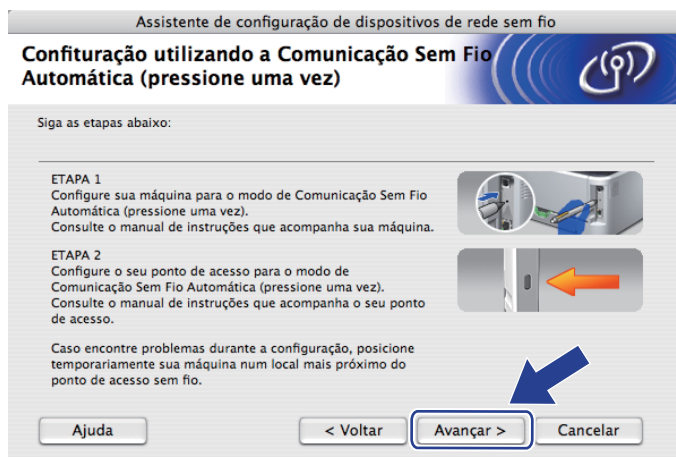 Assistente de configuração de dispositivos de rede sem fio
Confituração utilizando a Comunicação Sem Fio
Automática (pressione uma vez)
Siga as etapas abaixo:
ETAPA 1
Configure sua máquina para o modo de Comunicação Sem Fio
Automática (pressione uma vez).
Consulte o manual de instruções que acompanha sua máquina.
ETAPA 2
Configure o seu ponto de acesso para o modo de
Comunicação Sem Fio Automática (pressione uma vez).
Consulte o manual de instruções que acompanha o seu ponto
de acesso.
Caso encontre problemas durante a configuração, posicione
temporariamente sua máquina num local mais próximo do
ponto de acesso sem fio.
Ajuda
< Voltar
Avançar >
Cancelar